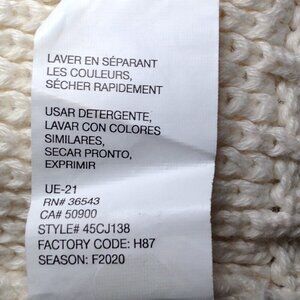 LAVER EN SÉPARANT
LES COULEURS,
SÉCHER RAPIDEMENT
USAR DETERGENTE,
LAVAR CON COLORES
SIMILARES,
SECAR PRONTO,
EXPRIMIR
UE-21
RN# 36543
CA# 50900
STYLE# 45CJ138
FACTORY CODE: H87
SEASON: F2020